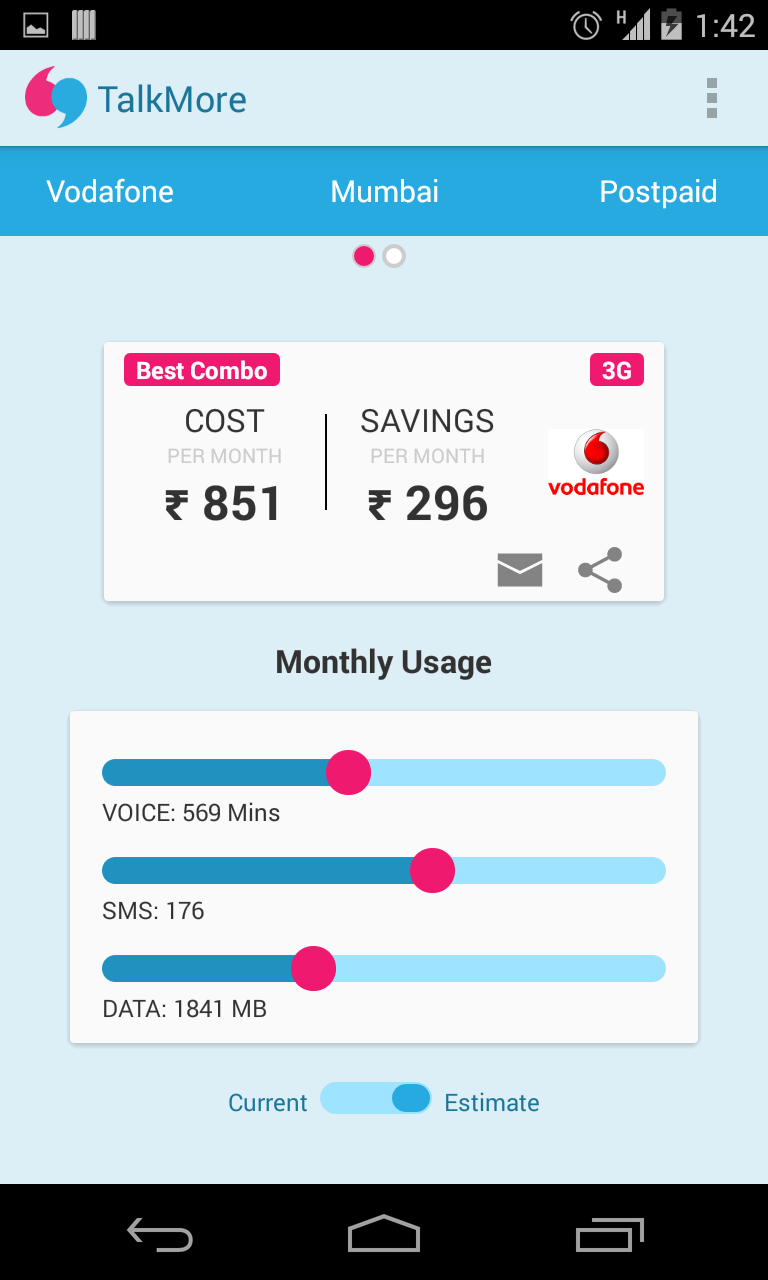 H 1:42
TalkMore
Vodafone Mumbai Postpaid
Best Combo 3G
COST SAVINGS
PER MONTH PER MONTH
₹ 851 ₹ 296
vodafone
Monthly Usage
VOICE: 569 Mins
SMS: 176
DATA: 1841 MB
Current Estimate